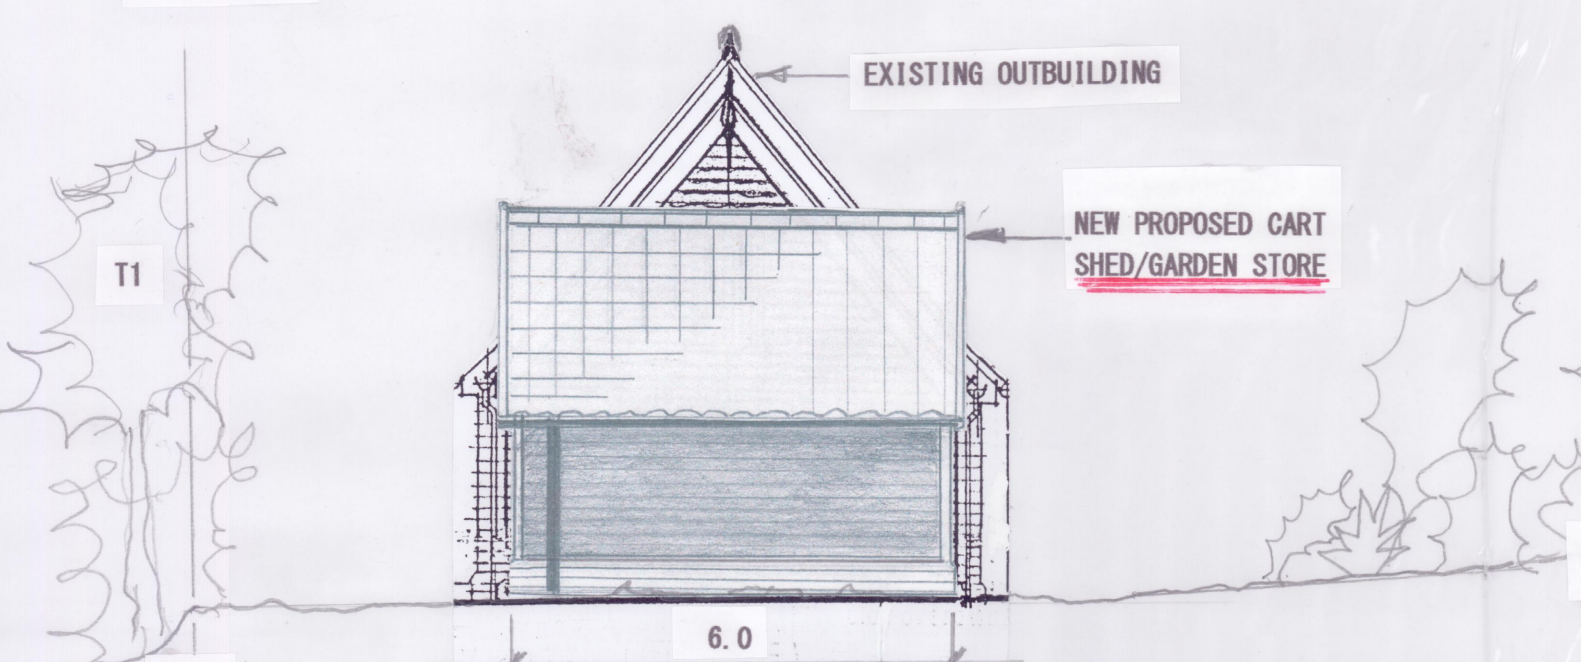 EXISTING OUTBUILDING
NEW PROPOSED CART
SHED/GARDEN STORE
T1
6.0